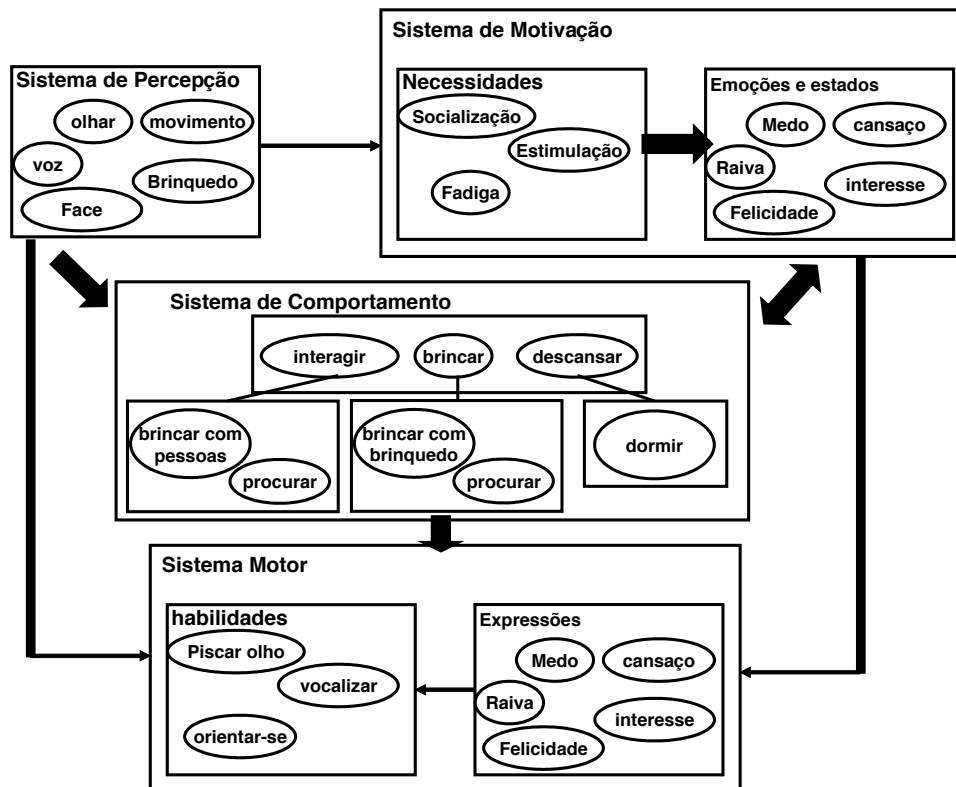 Sistema de Motivação
Sistema de Percepção
olhar
movimento
voz
Brinquedo
Face
Necessidades
Socialização
Estimulação
Fadiga
Emoções e estados
Medo
cansaço
Raiva
interesse
Felicidade
Sistema de Comportamento
interagir
brincar
descansar
brincar com
pessoas
procurar
brincar com
brinquedo
procurar
dormir
Sistema Motor
habilidades
Piscar olho
vocalizar
orientar-se
Expressões
Medo
cansaço
Raiva
interesse
Felicidade